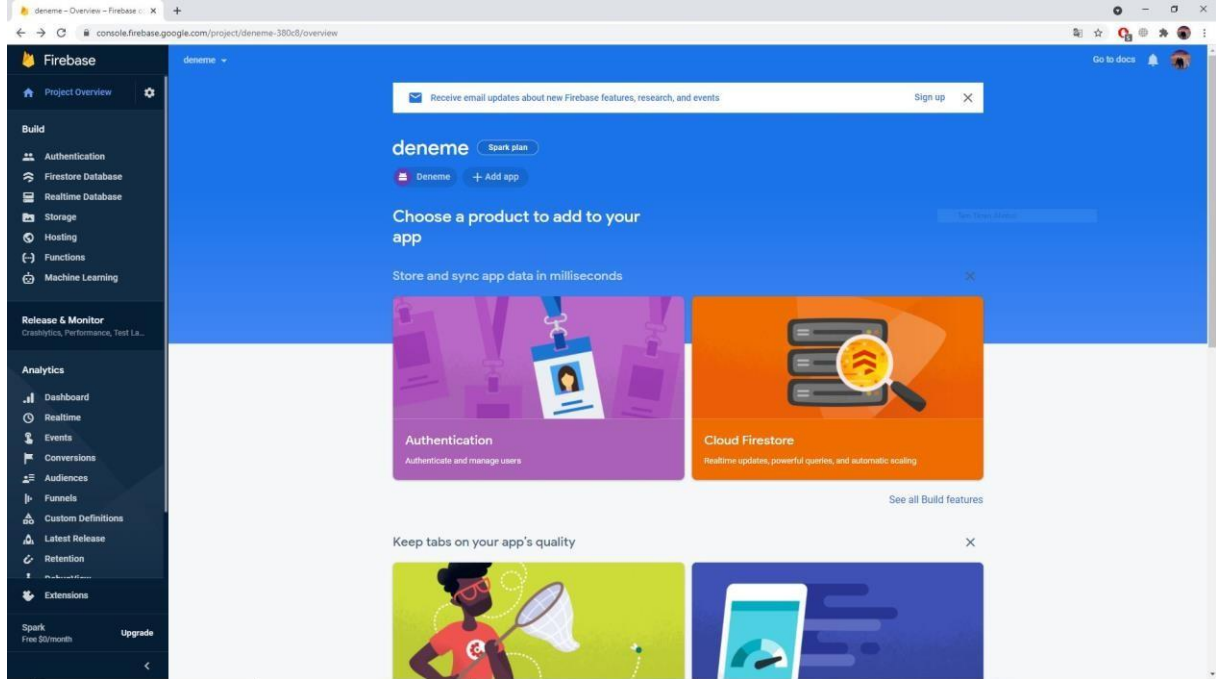 deneme – Overview – Firebase c
console.firebase.google.com/project/deneme-380c8/overview
Firebase
deneme
Go to docs
Project Overview
Receive email updates about new Firebase features, research, and events
Sign up
Build
Authentication
Firestore Database
Realtime Database
Storage
Hosting
Functions
Machine Learning
Release & Monitor
Crashlytics, Performance, Test La...
Analytics
Dashboard
Realtime
Events
Conversions
Audiences
Funnels
Custom Definitions
Latest Release
Retention
DebugView
Extensions
Spark
Free $0/month
Upgrade
deneme
Spark plan
Deneme
+ Add app
Choose a product to add to your
app
Store and sync app data in milliseconds
Authentication
Authenticate and manage users
Cloud Firestore
Realtime updates, powerful queries, and automatic scaling
See all Build features
Keep tabs on your app's quality